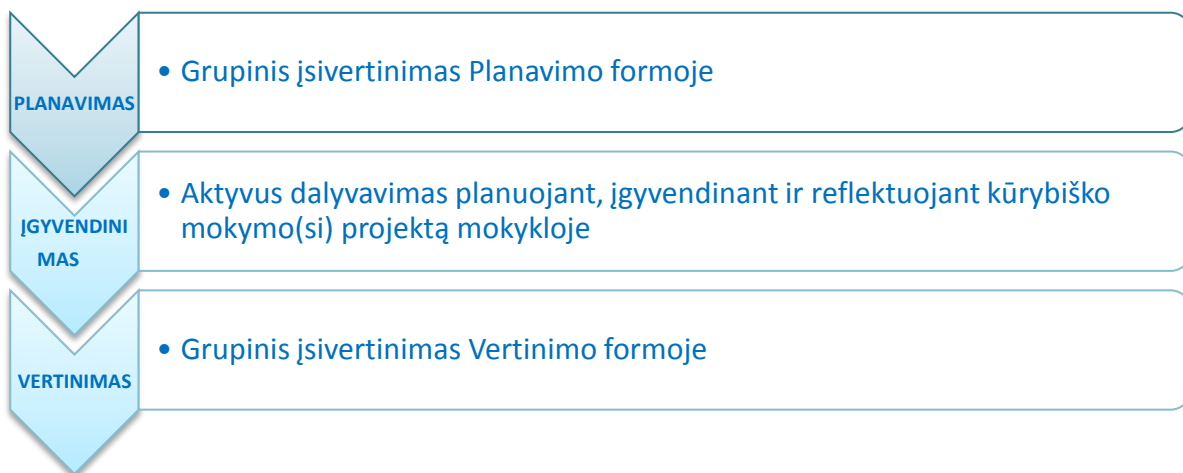 PLANAVIMAS
• Grupinis įsivertinimas Planavimo formoje
ĮGYVENDINI
MAS
• Aktyvus dalyvavimas planuojant, įgyvendinant ir reflektuojant kūrybiško
mokymo(si) projektą mokykloje
VERTINIMAS
• Grupinis įsivertinimas Vertinimo formoje